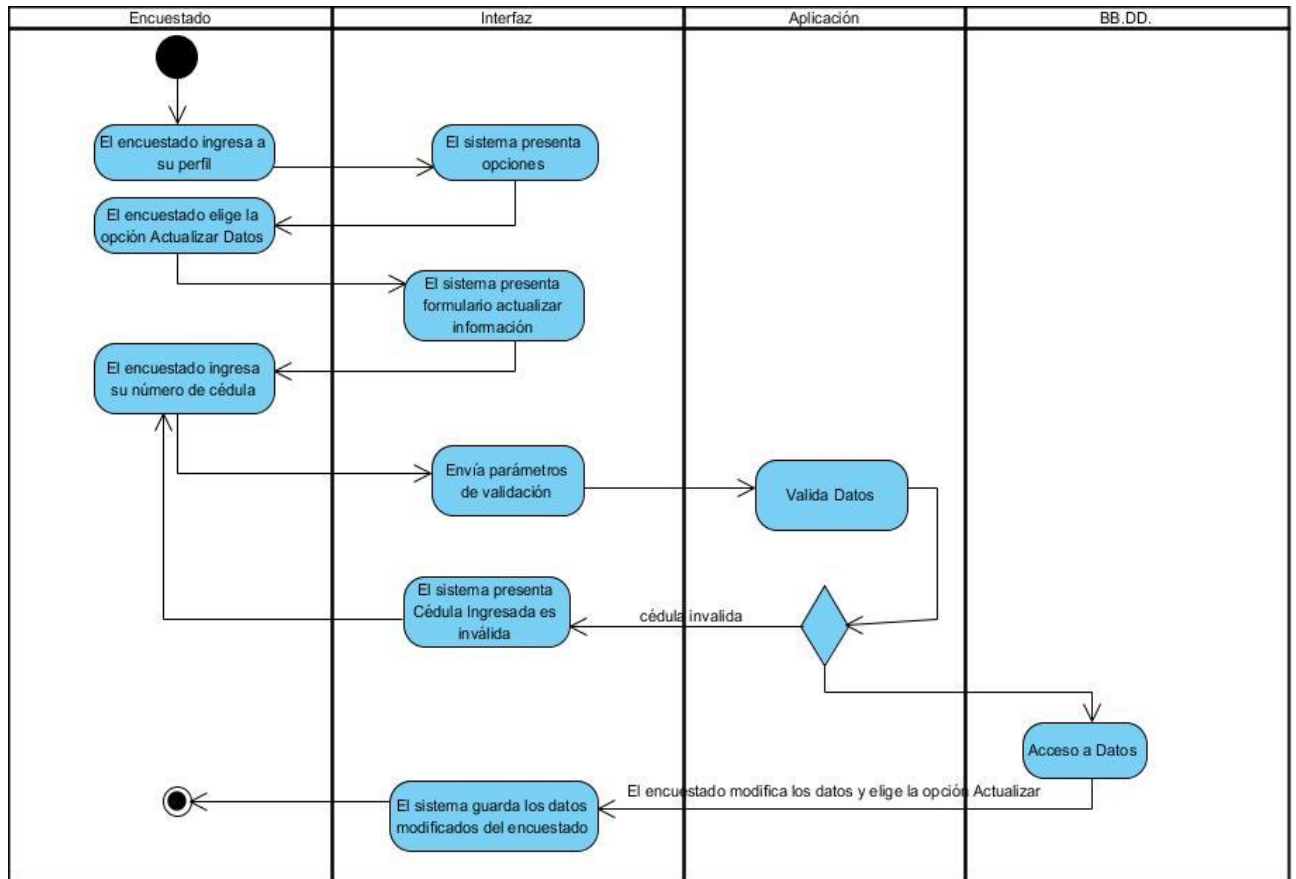 Encuestado
Interfaz
Aplicación
BB.DD.
El encuestado ingresa a
su perfil
El sistema presenta
opciones
El encuestado elige la
opción Actualizar Datos
El sistema presenta
formulario actualizar
información
El encuestado ingresa
su número de cédula
Envía parámetros
de validación
Valida Datos
El sistema presenta
Cédula Ingresada es
inválida
cédula invalida
Acceso a Datos
El encuestado modifica los datos y elige la opción Actualizar
El sistema guarda los datos
modificados del encuestado